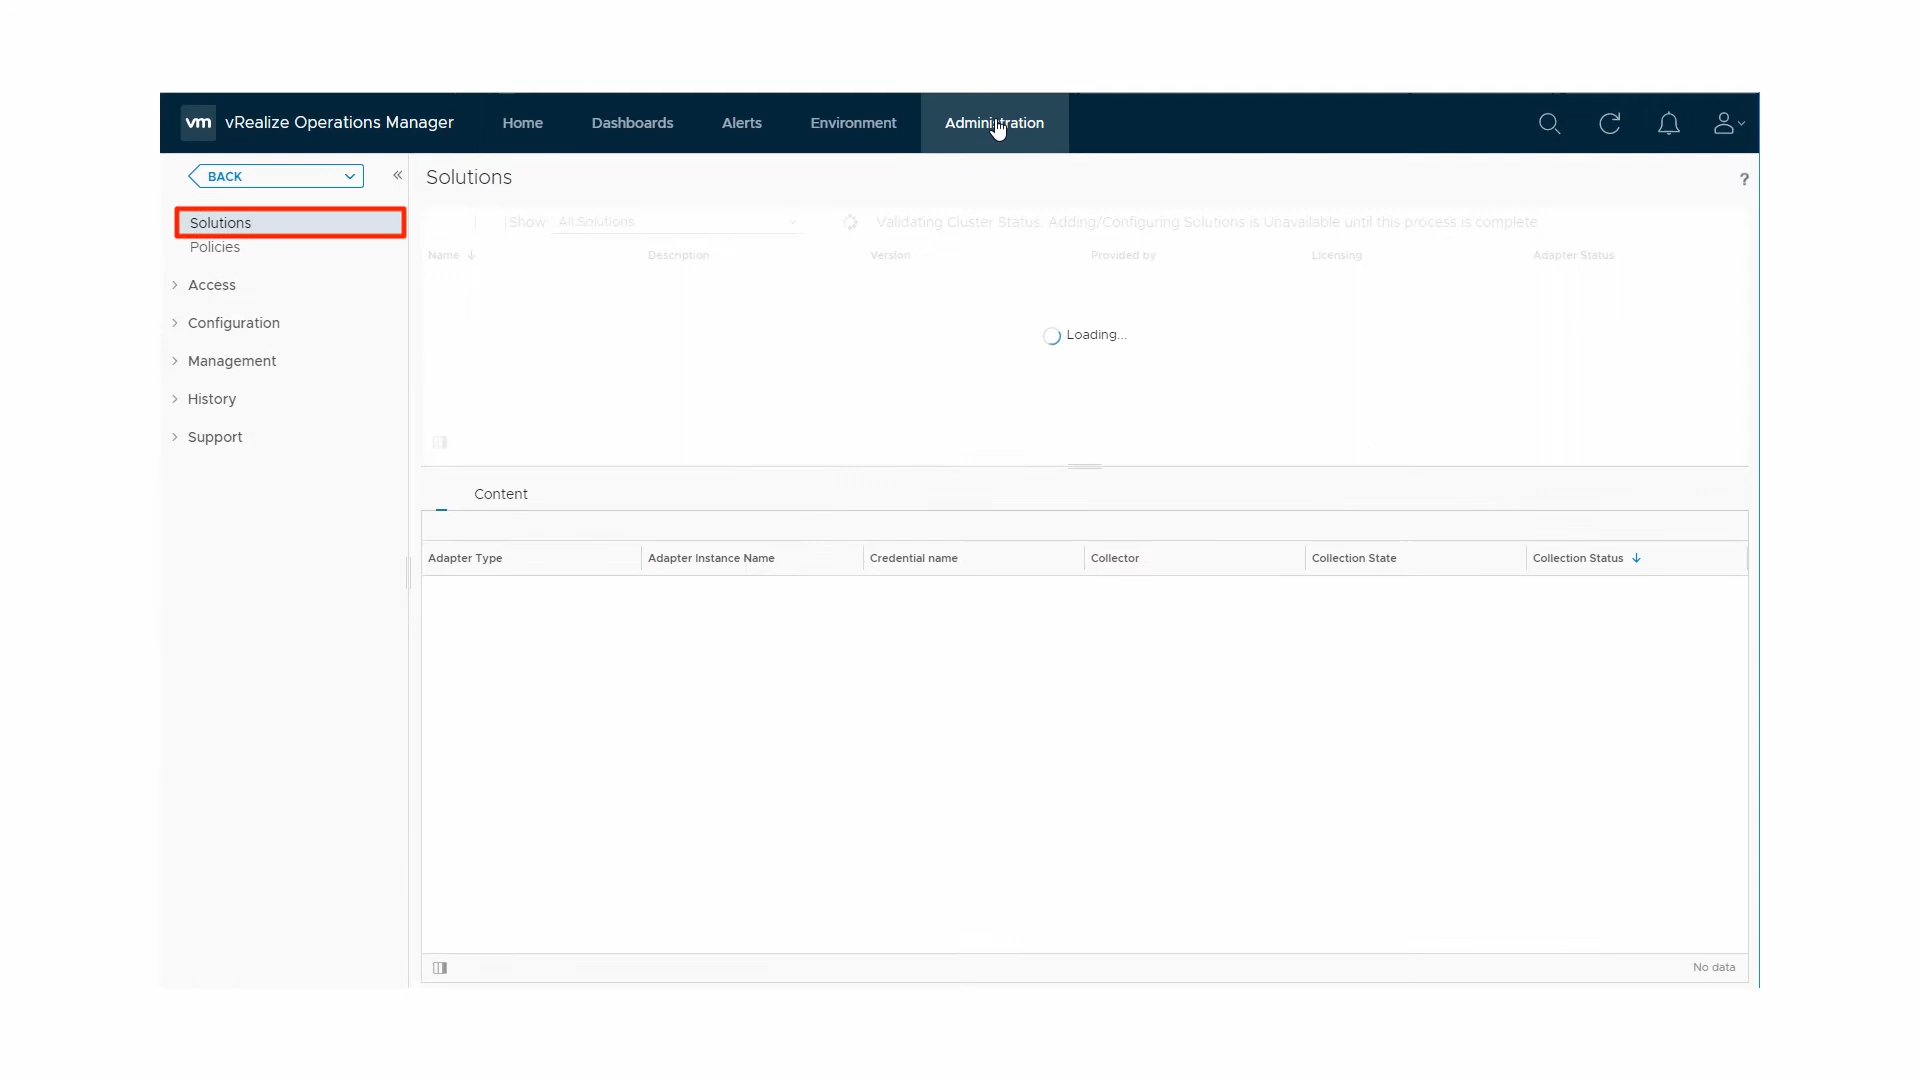 vm vRealize Operations Manager Home Dashboards Alerts Environment Administration
BACK
Solutions
?
Solutions
Policies
Access
Configuration
Management
History
Support
Show: All Solutions Validating Cluster Status. Adding/Configuring Solutions is Unavailable until this process is complete
Name Description Version Provided by Licensing Adapter Status
Loading...
Content
Adapter Type Adapter Instance Name Credential name Collector Collection State Collection Status
No data